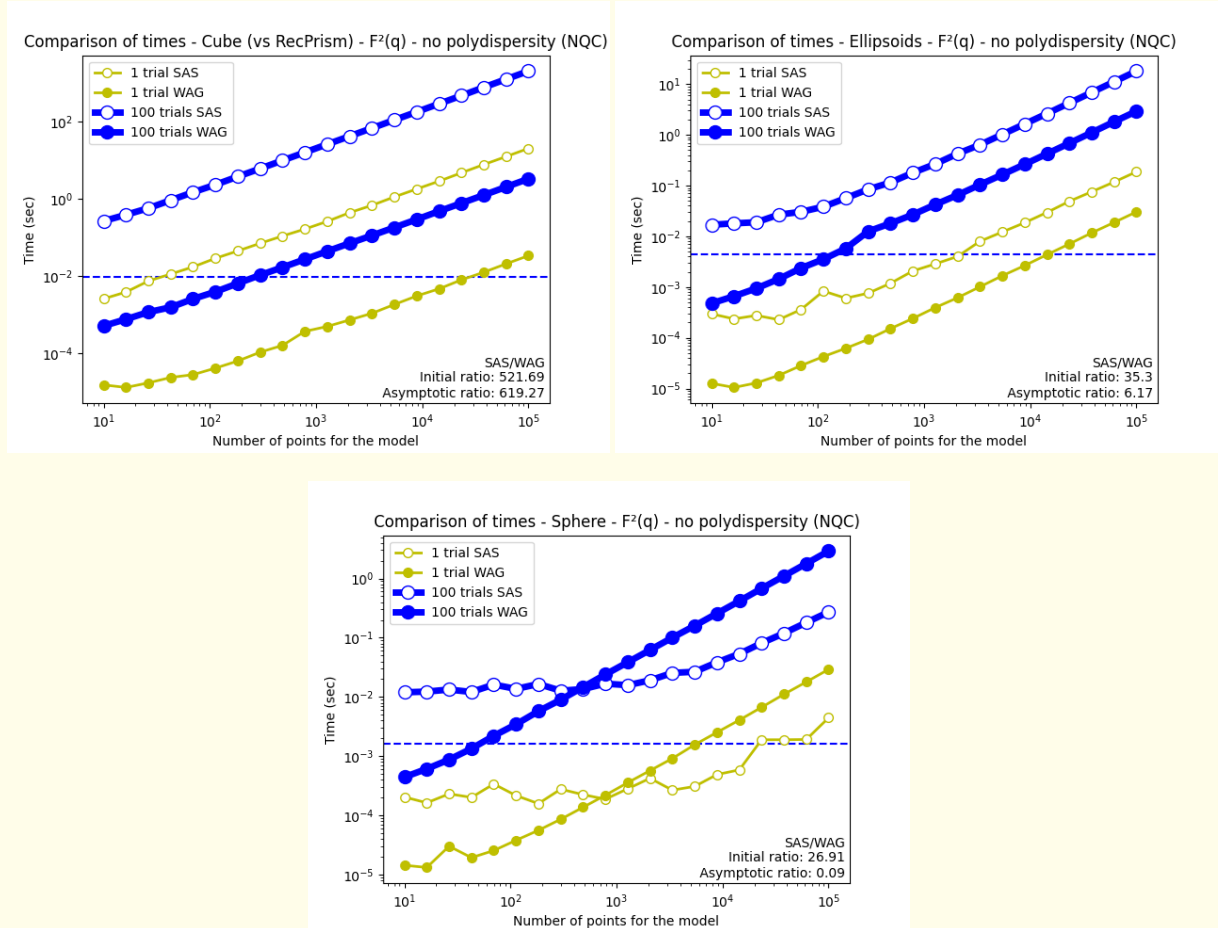 Comparison of times - Cube (vs RecPrism) - F²(q) - no polydispersity (NQC)
1 trial SAS
1 trial WAG
100 trials SAS
100 trials WAG
Time (sec)
10²
10⁰
10⁻²
10⁻⁴
SAS/WAG
Initial ratio: 521.69
Asymptotic ratio: 619.27
10¹ 10² 10³ 10⁴ 10⁵
Number of points for the model
Comparison of times - Ellipsoids - F²(q) - no polydispersity (NQC)
1 trial SAS
1 trial WAG
100 trials SAS
100 trials WAG
Time (sec)
10¹
10⁰
10⁻¹
10⁻²
10⁻³
10⁻⁵
10⁻⁴
SAS/WAG
Initial ratio: 35.3
Asymptotic ratio: 6.17
10¹ 10² 10³ 10⁴ 10⁵
Number of points for the model
Comparison of times - Sphere - F²(q) - no polydispersity (NQC)
1 trial SAS
1 trial WAG
100 trials SAS
100 trials WAG
Time (sec)
10⁰
10⁻¹
10⁻²
10⁻³
10⁻⁴
10⁻⁵
SAS/WAG
Initial ratio: 26.91
Asymptotic ratio: 0.09
10¹ 10² 10³ 10⁴ 10⁵
Number of points for the model